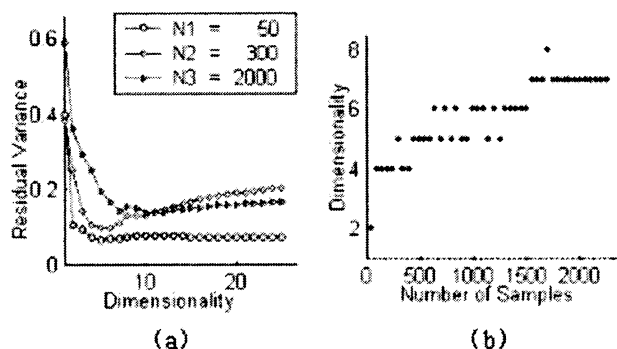 0.6
0.4
0.2
0
Residual Variance
N1 = 50
N2 = 300
N3 = 2000
10
20
Dimensionality
(a)
8
6
4
2
Dimensionality
0
500
1000
1500
2000
Number of Samples
(b)